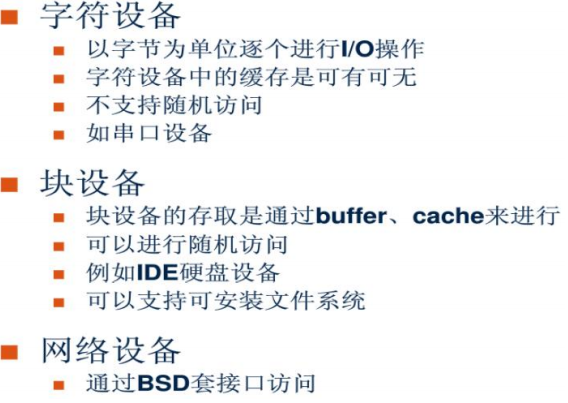 字符设备
以字节为单位逐个进行I/O操作
字符设备中的缓存是可有可无
不支持随机访问
如串口设备
块设备
块设备的存取是通过buffer、cache来进行
可以进行随机访问
例如IDE硬盘设备
可以支持可安装文件系统
网络设备
通过BSD套接口访问